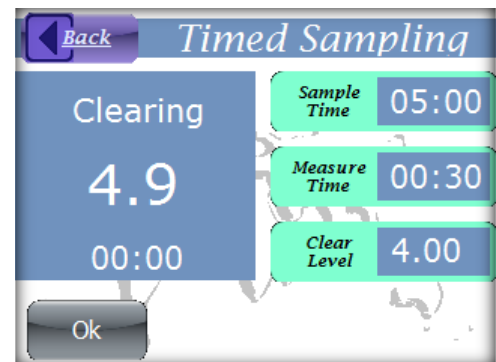 Back
Timed Sampling
Clearing
4.9
00:00
Sample
Time
05:00
Measure
Time
00:30
Clear
Level
4.00
Ok